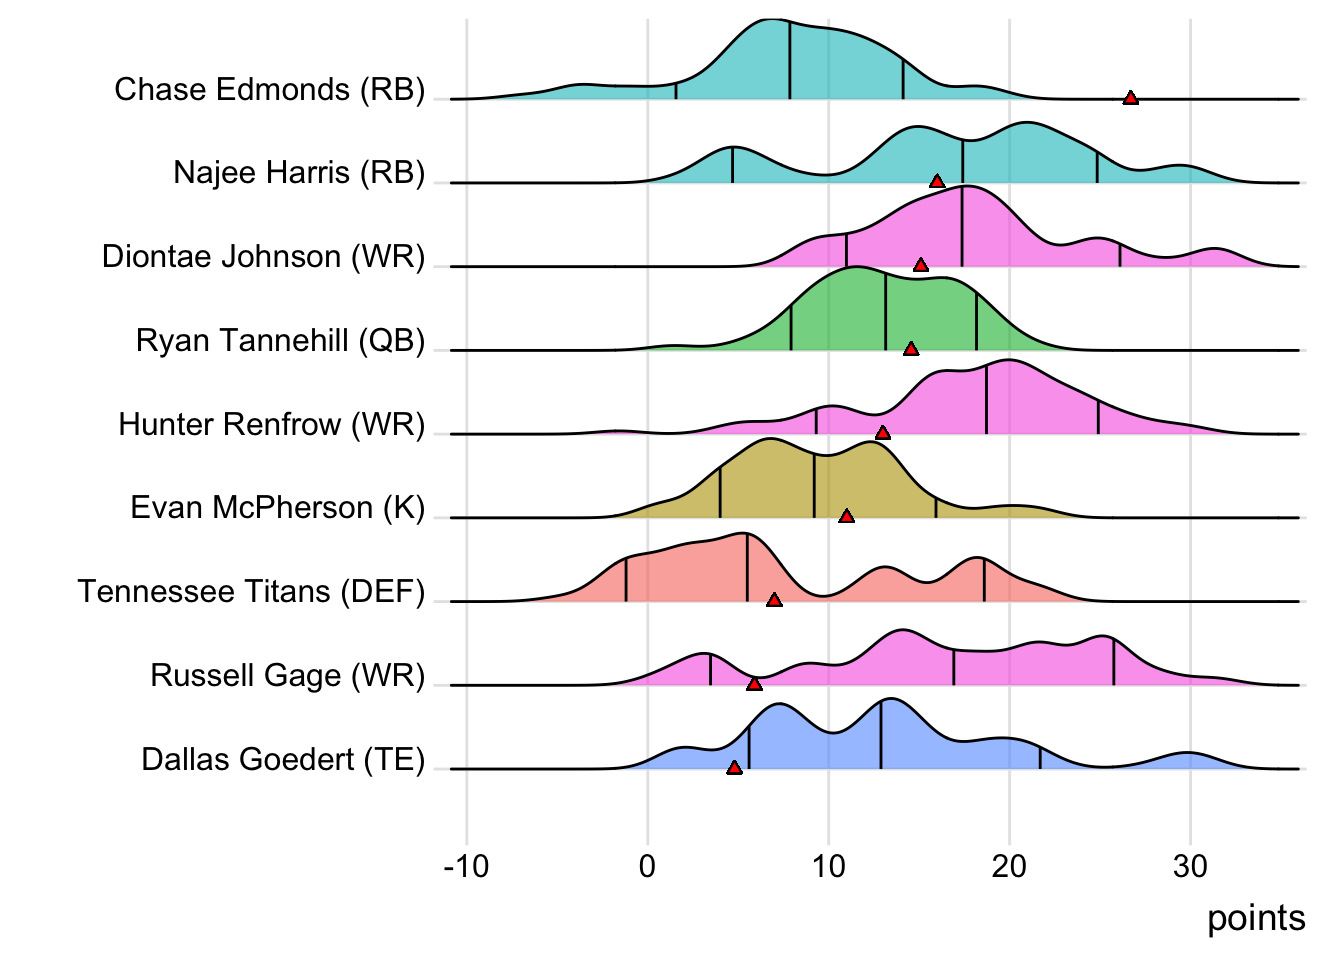 Chase Edmonds (RB)
Najee Harris (RB)
Diontae Johnson (WR)
Ryan Tannehill (QB)
Hunter Renfrow (WR)
Evan McPherson (K)
Tennessee Titans (DEF)
Russell Gage (WR)
Dallas Goedert (TE)
-10 0 10 20 30
points